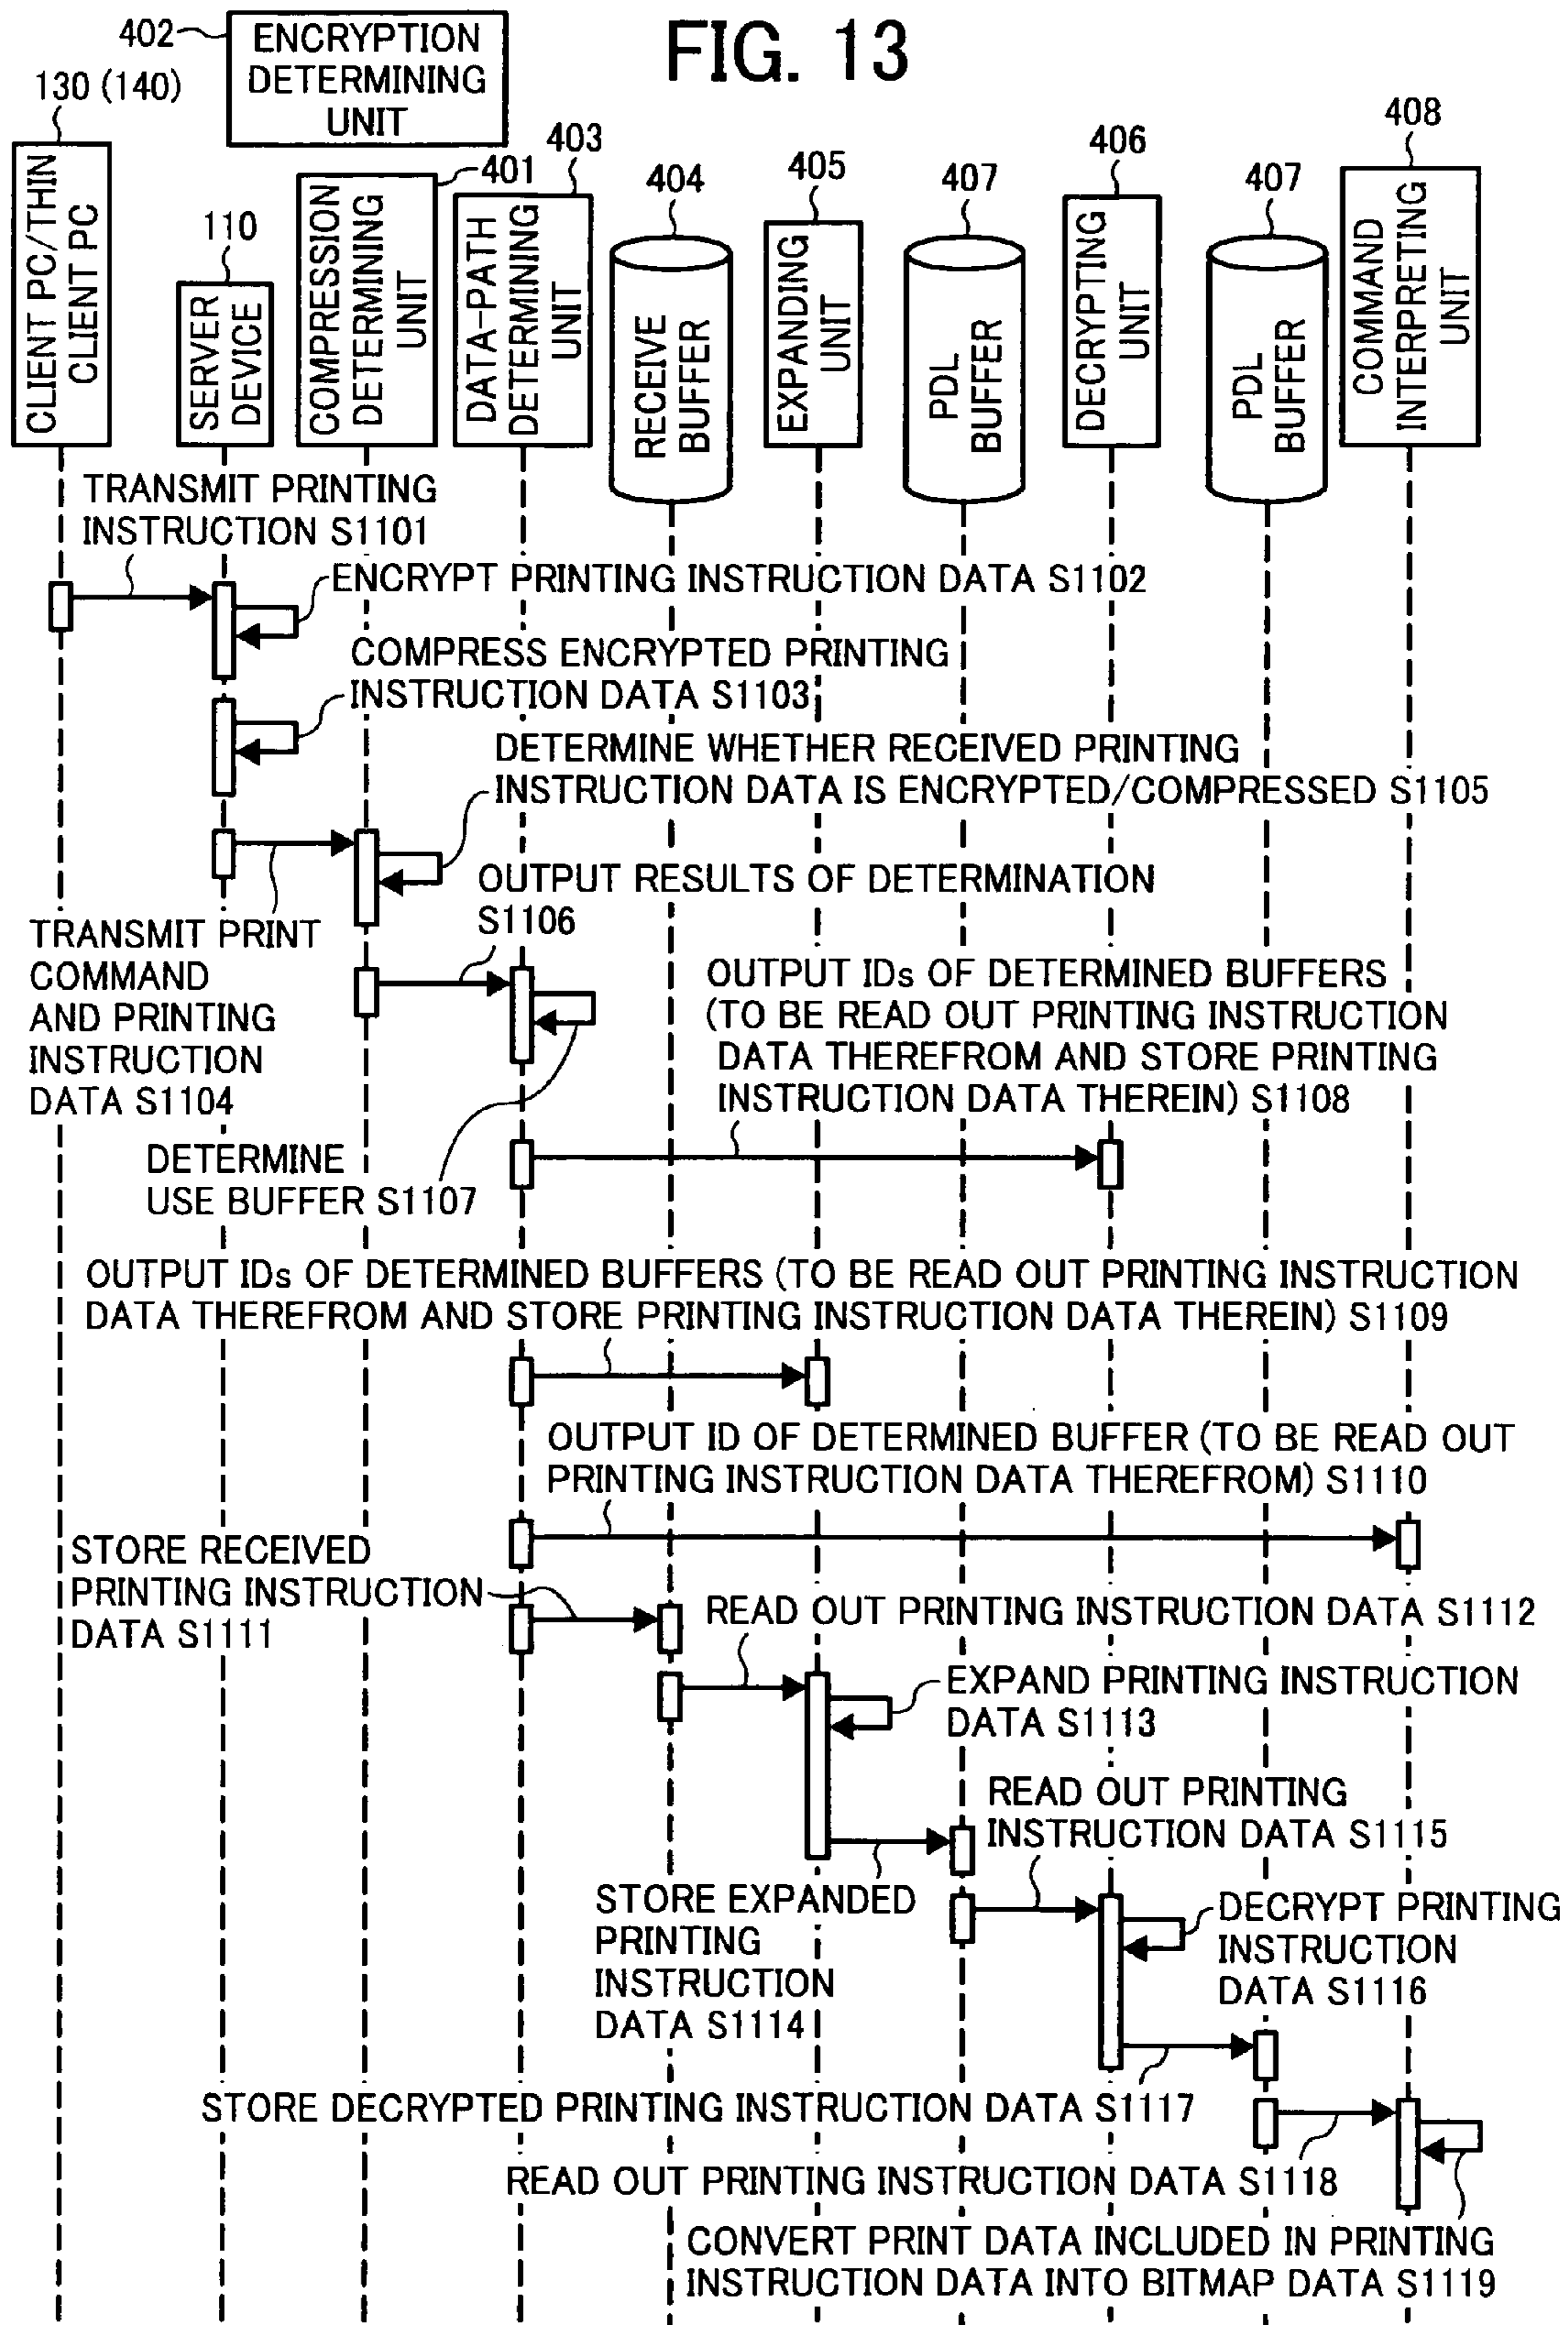 FIG. 13
402
ENCRYPTION
DETERMINING
UNIT
130 (140)
CLIENT PC/THIN
CLIENT PC
110
SERVER
DEVICE
401
COMPRESSION
DETERMINING
UNIT
403
DATA-PATH
DETERMINING
UNIT
404
RECEIVE
BUFFER
405
EXPANDING
UNIT
407
PDL
BUFFER
406
DECRYPTING
UNIT
407
PDL
BUFFER
408
COMMAND
INTERPRETING
UNIT
TRANSMIT PRINTING
INSTRUCTION S1101
ENCRYPT PRINTING INSTRUCTION DATA S1102
COMPRESS ENCRYPTED PRINTING
INSTRUCTION DATA S1103
DETERMINE WHETHER RECEIVED PRINTING
INSTRUCTION DATA IS ENCRYPTED/COMPRESSED S1105
TRANSMIT PRINT
COMMAND
AND PRINTING
INSTRUCTION
DATA S1104
OUTPUT RESULTS OF DETERMINATION
S1106
DETERMINE
USE BUFFER S1107
OUTPUT IDs OF DETERMINED BUFFERS
(TO BE READ OUT PRINTING INSTRUCTION
DATA THEREFROM AND STORE PRINTING
INSTRUCTION DATA THEREIN) S1108
OUTPUT IDs OF DETERMINED BUFFERS (TO BE READ OUT PRINTING INSTRUCTION
DATA THEREFROM AND STORE PRINTING INSTRUCTION DATA THEREIN) S1109
OUTPUT ID OF DETERMINED BUFFER (TO BE READ OUT
PRINTING INSTRUCTION DATA THEREFROM) S1110
STORE RECEIVED
PRINTING INSTRUCTION
DATA S1111
READ OUT PRINTING INSTRUCTION DATA S1112
EXPAND PRINTING INSTRUCTION
DATA S1113
STORE EXPANDED
PRINTING
INSTRUCTION
DATA S1114
READ OUT PRINTING
INSTRUCTION DATA S1115
DECRYPT PRINTING
INSTRUCTION
DATA S1116
STORE DECRYPTED PRINTING INSTRUCTION DATA S1117
READ OUT PRINTING INSTRUCTION DATA S1118
CONVERT PRINT DATA INCLUDED IN PRINTING
INSTRUCTION DATA INTO BITMAP DATA S1119